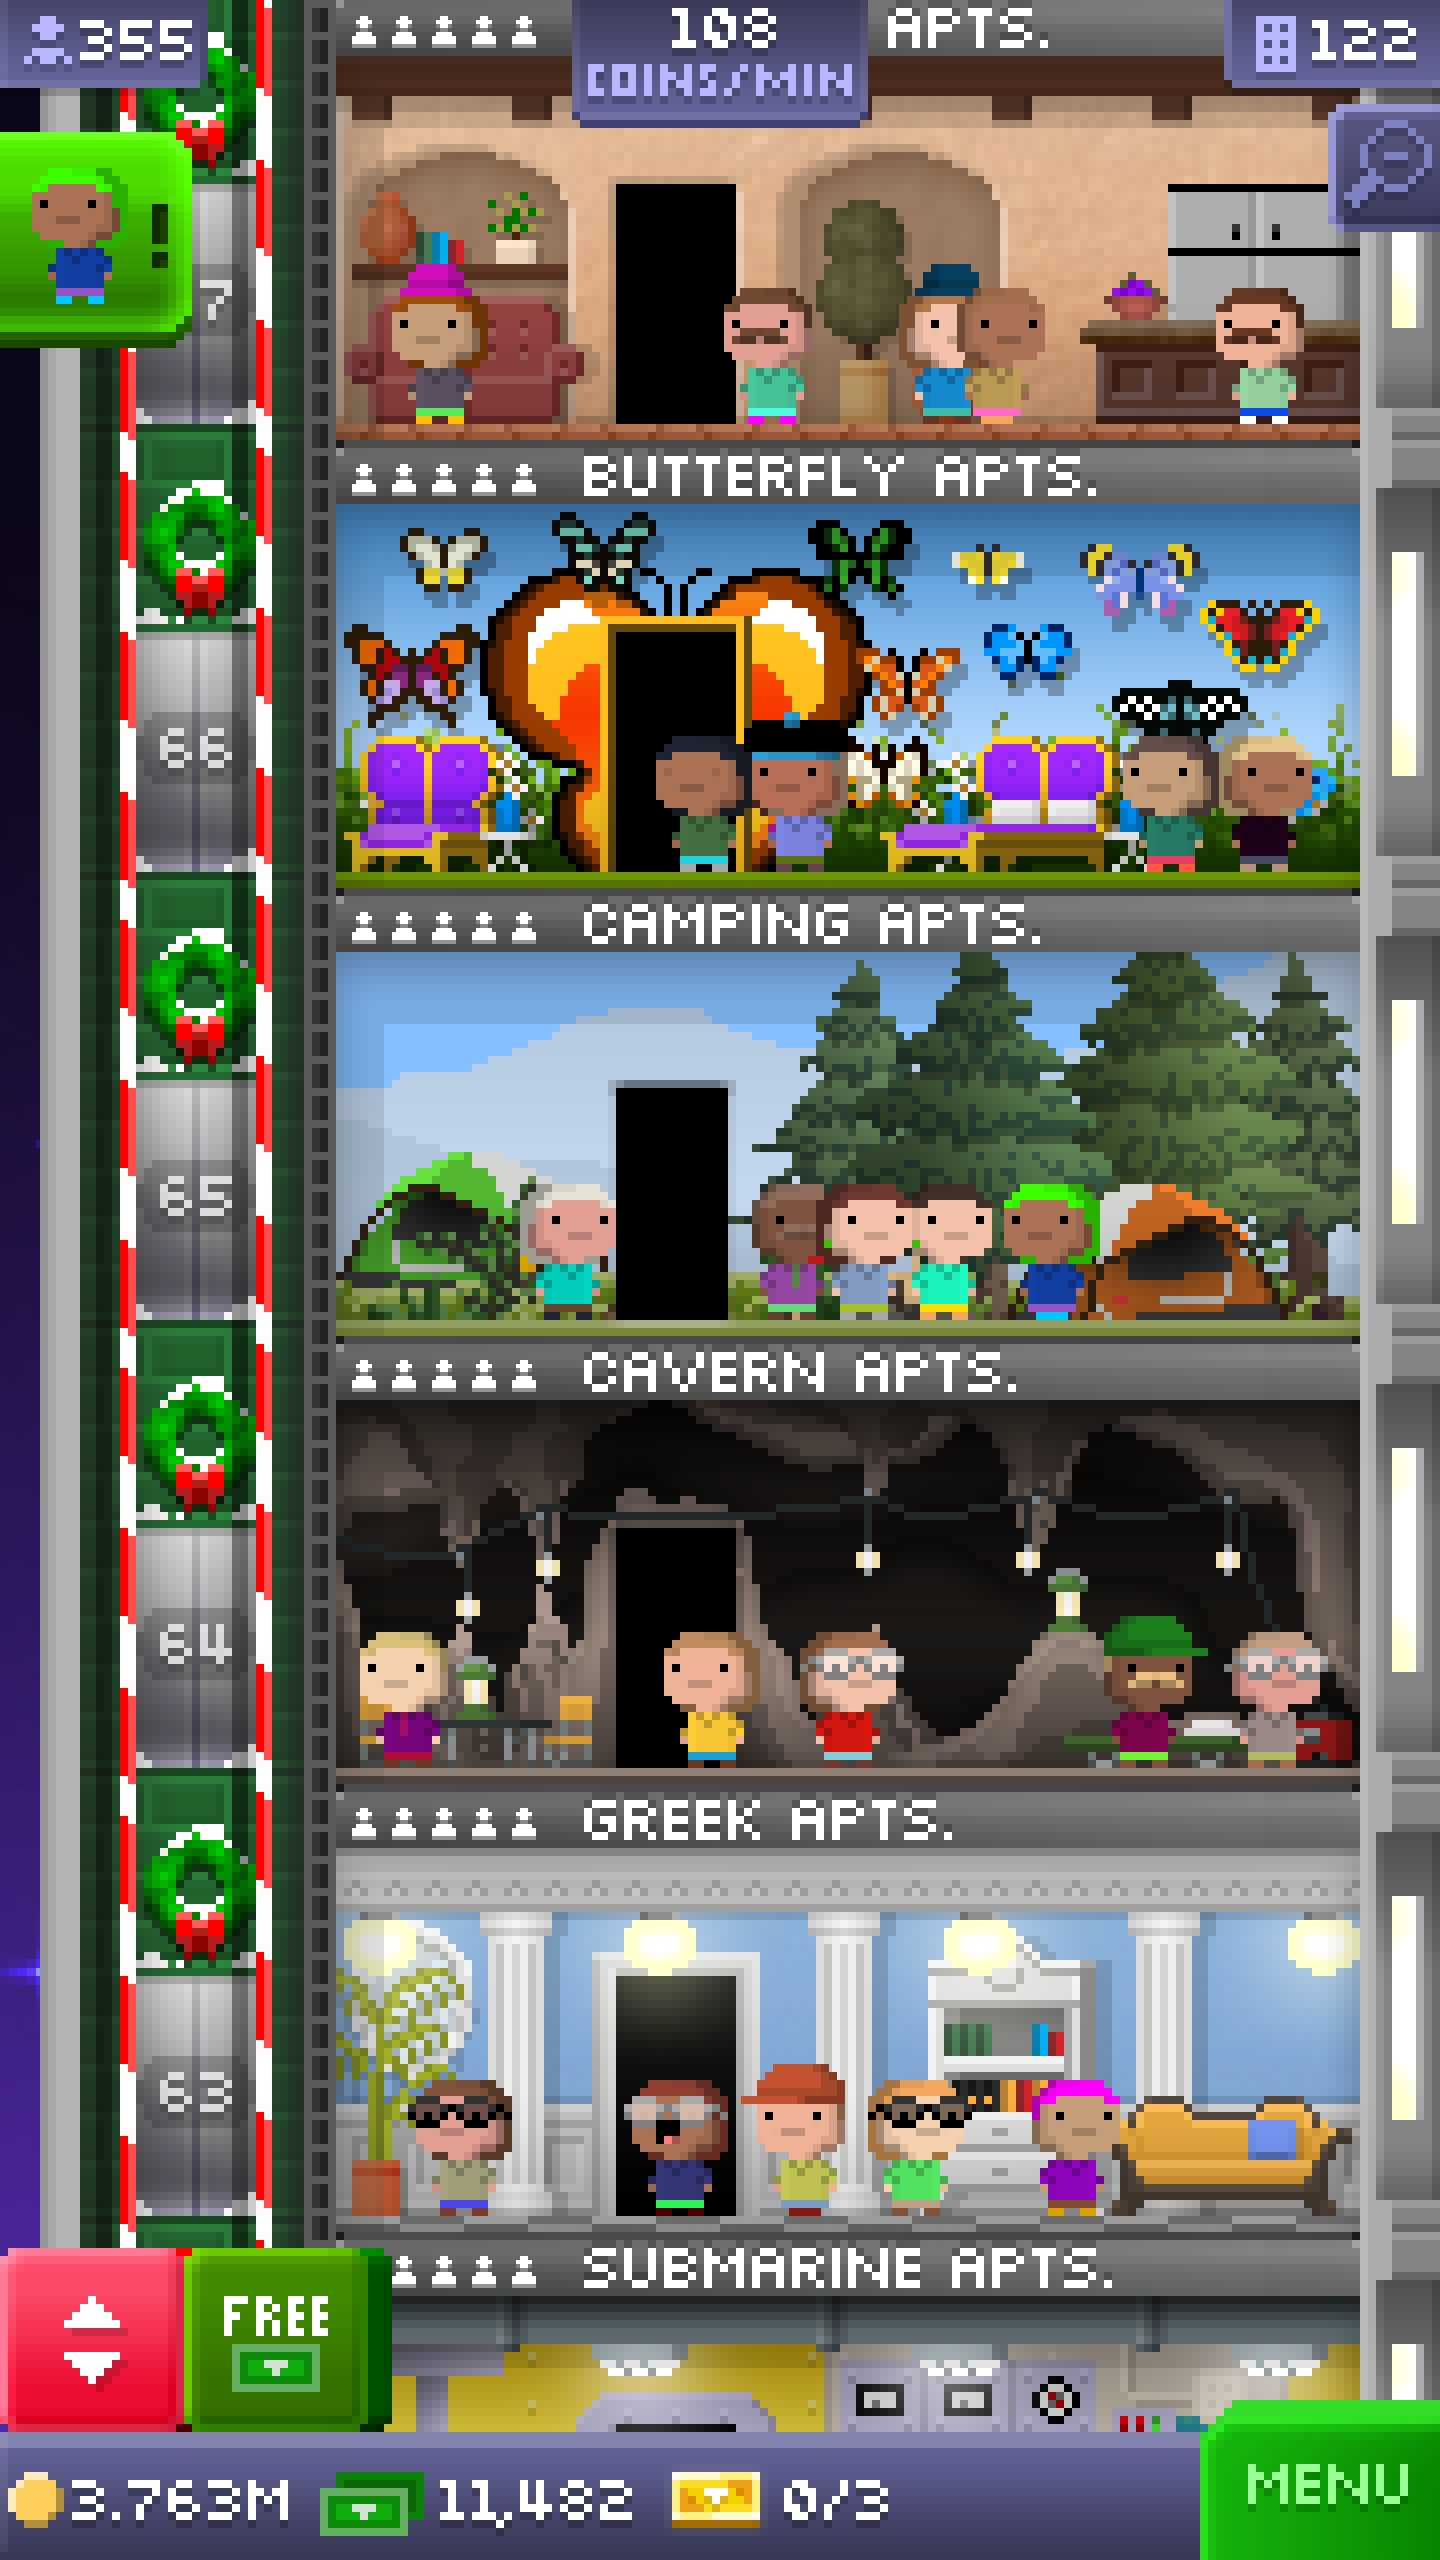 355
108
COINS/MIN
APTS.
122
!
7
BUTTERFLY APTS.
66
CAMPING APTS.
65
CAVERN APTS.
64
GREEK APTS.
63
SUBMARINE APTS.
FREE
3.763M
11,482
0/3
MENU